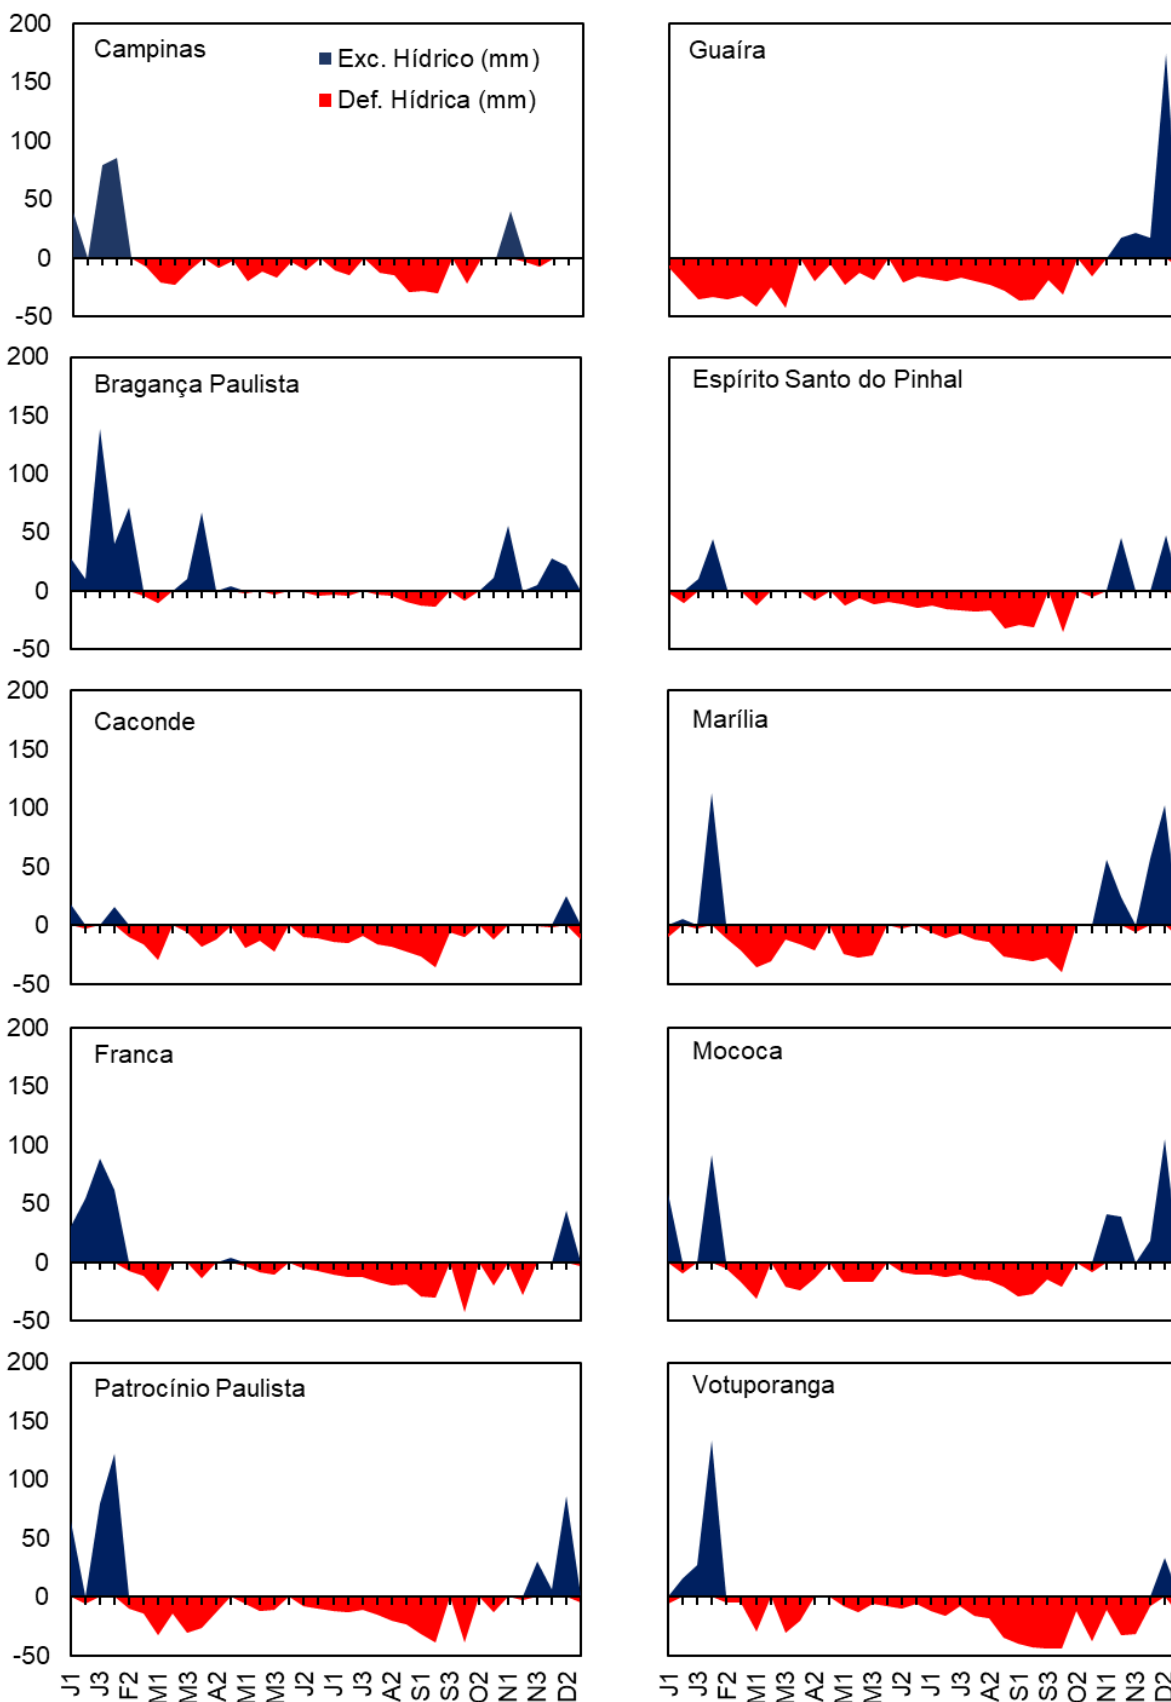 200
150
100
50
0
-50
Campinas
Exc. Hídrico (mm)
Def. Hídrica (mm)
Guaíra
200
150
100
50
0
-50
Bragança Paulista
Espírito Santo do Pinhal
200
150
100
50
0
-50
Caconde
Marília
200
150
100
50
0
-50
Franca
Mococa
200
150
100
50
0
-50
Patrocínio Paulista
Votuporanga
J1 J3 F2 M1 M3 A2 M1 M3 J2 J1 J3 A2 S1 S3 O2 N1 N3 D2
J1 J3 F2 M1 M3 A2 M1 M3 J2 J1 J3 A2 S1 S3 O2 N1 N3 D2